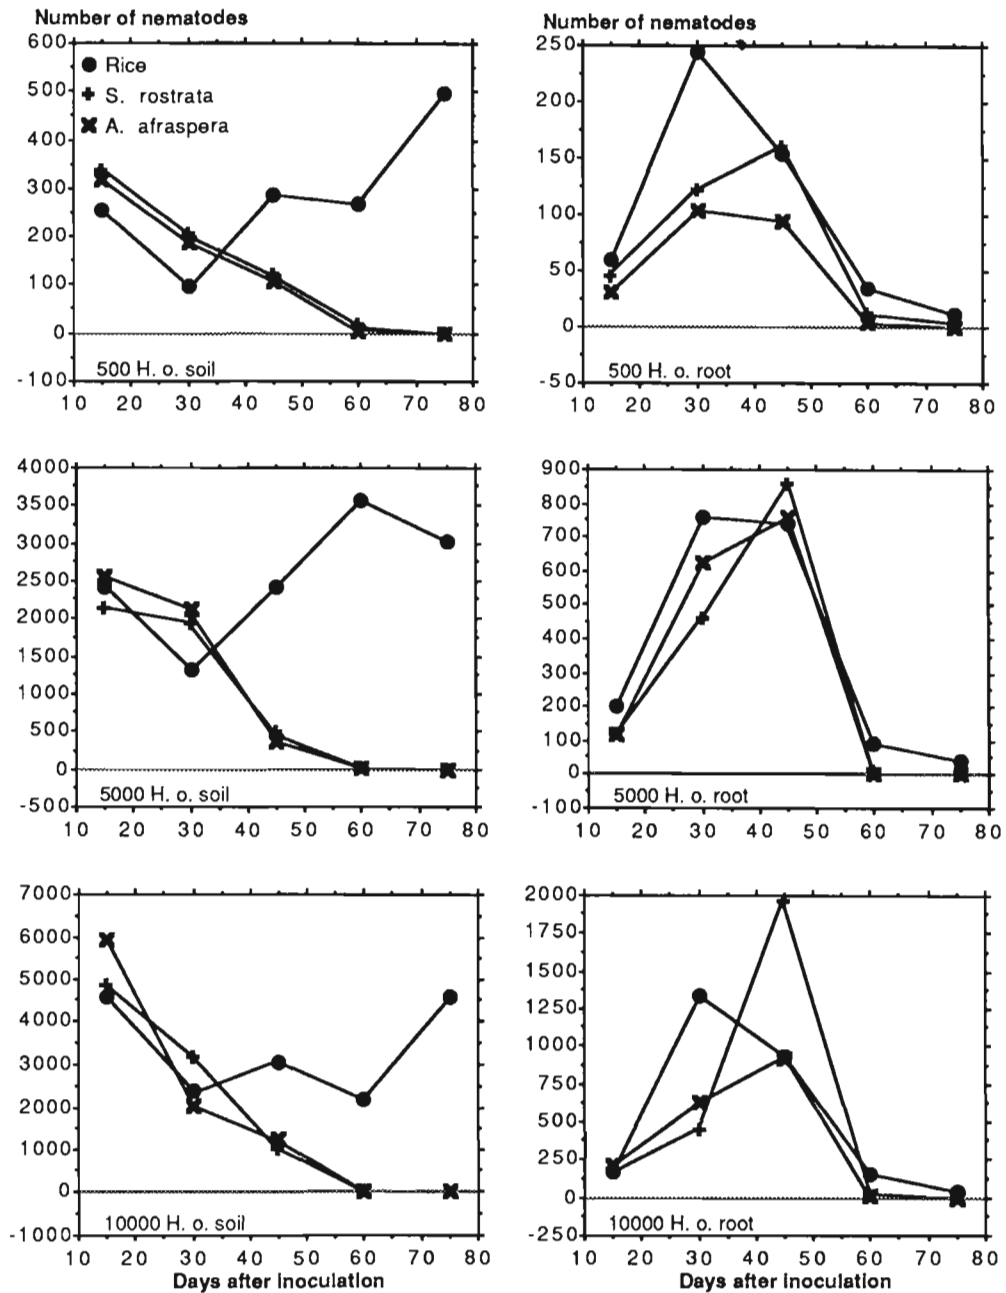 Number of nematodes
600
500
400
300
200
100
0
-100
Rice
S. rostrata
A. afraspera
500 H. o. soil
10 20 30 40 50 60 70 80
Number of nematodes
250
200
150
100
50
0
-50
500 H. o. root
10 20 30 40 50 60 70 80
4000
3500
3000
2500
2000
1500
1000
500
0
-500
5000 H. o. soil
10 20 30 40 50 60 70 80
900
800
700
600
500
400
300
200
100
0
-100
5000 H. o. root
10 20 30 40 50 60 70 80
7000
6000
5000
4000
3000
2000
1000
0
-1000
10000 H. o. soil
10 20 30 40 50 60 70 80
Days after inoculation
2000
1750
1500
1250
1000
750
500
250
0
-250
10000 H. o. root
10 20 30 40 50 60 70 80
Days after inoculation